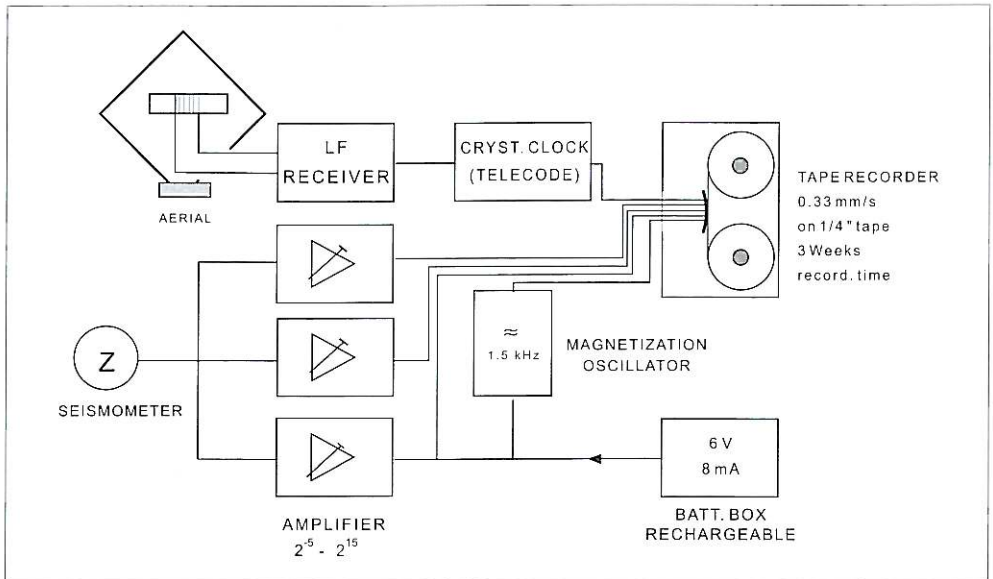 AERIAL
LF
RECEIVER
CRYST. CLOCK
(TELECODE)
TAPE RECORDER
0.33 mm/s
on 1/4" tape
3 Weeks
record. time
Z
SEISMOMETER
≈
1.5 kHz
MAGNETIZATION
OSCILLATOR
AMPLIFIER
2⁻⁵ - 2¹⁵
6 V
8 mA
BATT. BOX
RECHARGEABLE